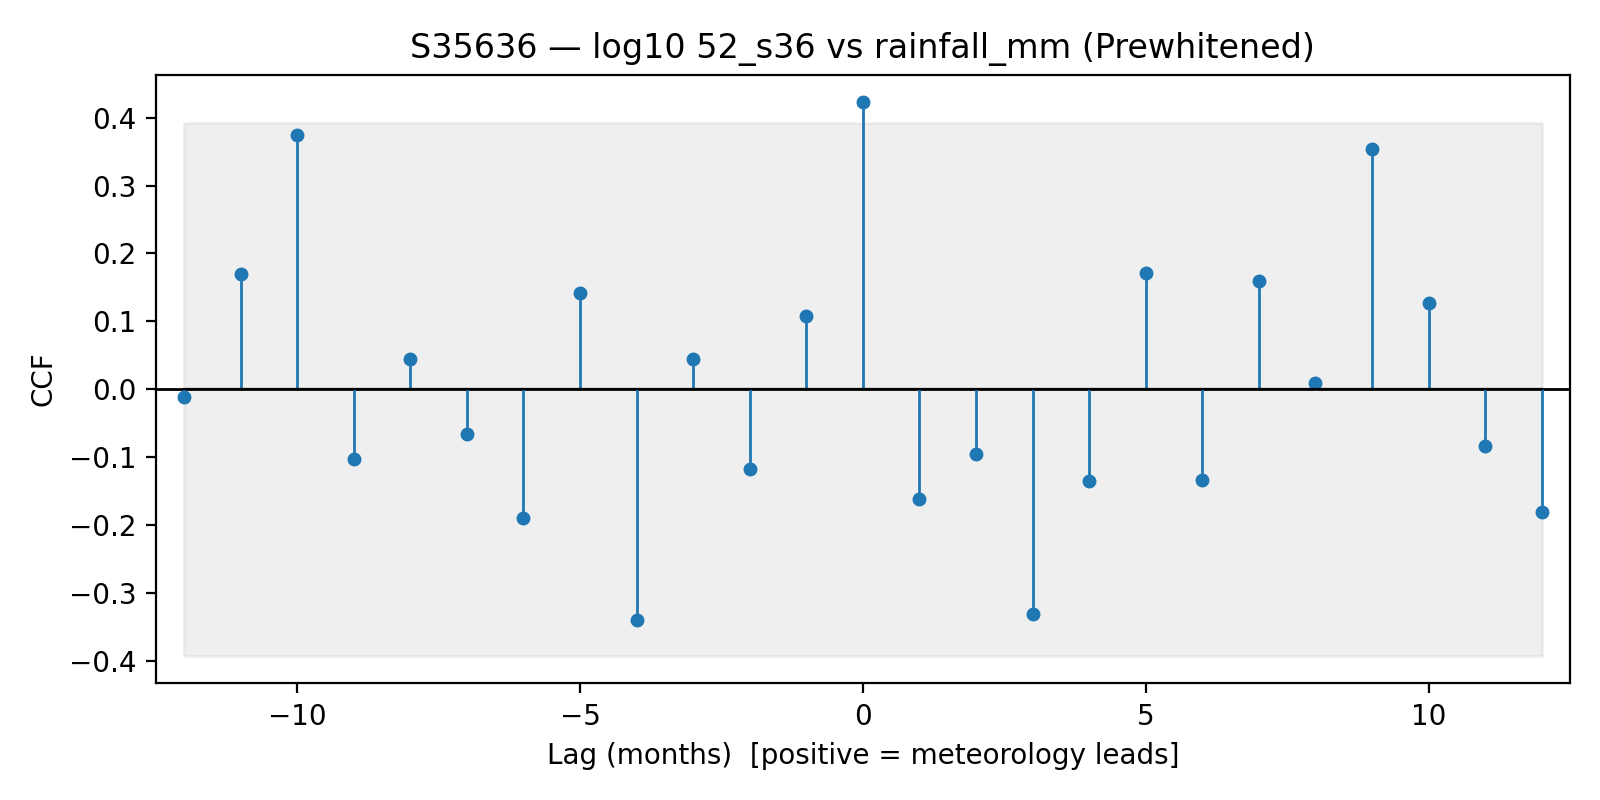 S35636 — log10 52_s36 vs rainfall_mm (Prewhitened)
CCF
0.4
0.3
0.2
0.1
0.0
−0.1
−0.2
−0.3
−0.4
−10 −5 0 5 10
Lag (months)  [positive = meteorology leads]